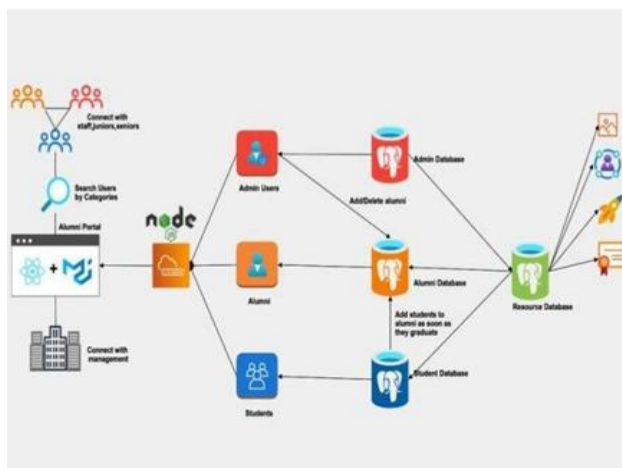 Connect with
staff,juniors,seniors
Search Users
by Categories
Alumni Portal
+
Connect with
management
node
JS
Admin Users
Alumni
Students
Admin Database
Add/Delete alumni
Alumni Database
Add students to
alumni as soon as
they graduate
Student Database
Resource Database